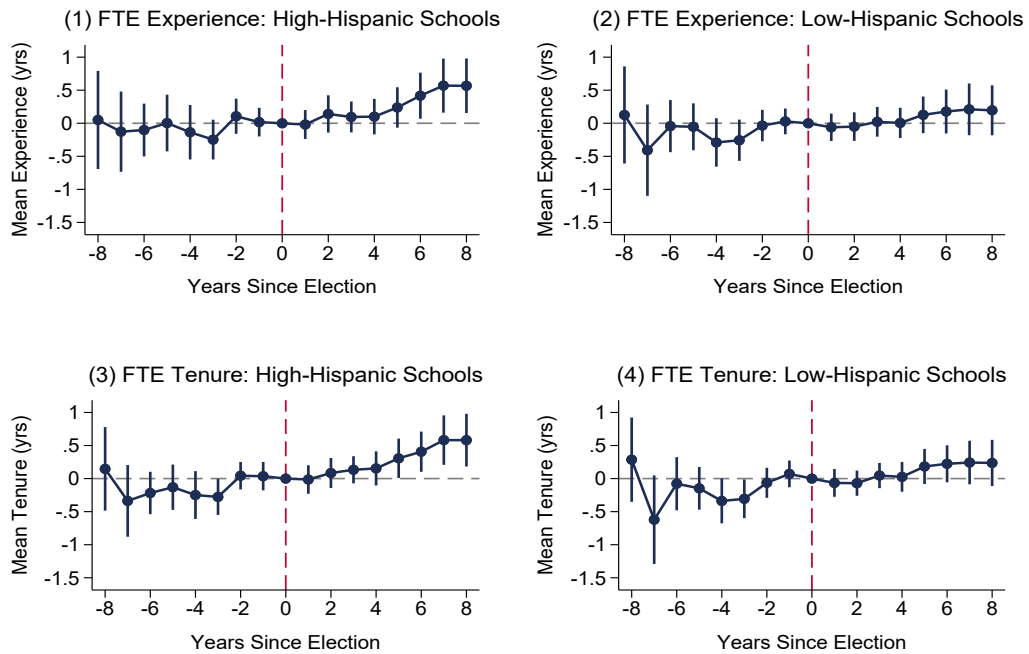 (1) FTE Experience: High-Hispanic Schools
Mean Experience (yrs)
1
.5
0
-.5
-1
-1.5
-8 -6 -4 -2 0 2 4 6 8
Years Since Election
(2) FTE Experience: Low-Hispanic Schools
Mean Experience (yrs)
1
.5
0
-.5
-1
-1.5
-8 -6 -4 -2 0 2 4 6 8
Years Since Election
(3) FTE Tenure: High-Hispanic Schools
Mean Tenure (yrs)
1
.5
0
-.5
-1
-1.5
-8 -6 -4 -2 0 2 4 6 8
Years Since Election
(4) FTE Tenure: Low-Hispanic Schools
Mean Tenure (yrs)
1
.5
0
-.5
-1
-1.5
-8 -6 -4 -2 0 2 4 6 8
Years Since Election